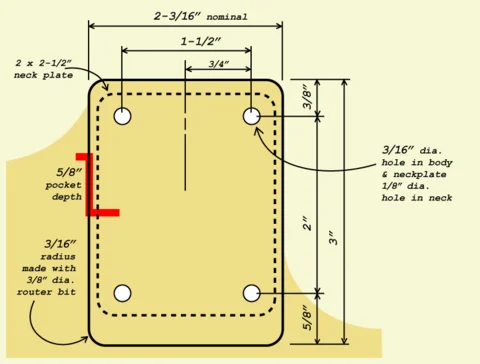 2-3/16" nominal
1-1/2"
3/4"
2 x 2-1/2"
neck plate
3/8"
3/16" dia.
hole in body
& neckplate
1/8" dia.
hole in neck
5/8"
pocket
depth
2"
3"
3/16"
radius
made with
3/8" dia.
router bit
5/8"